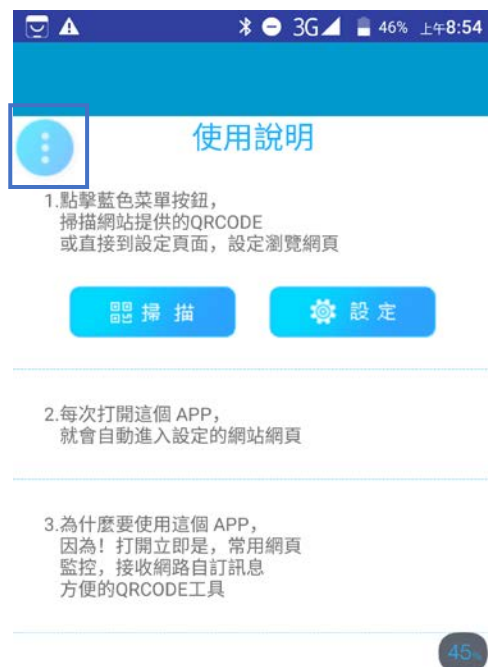 3G 46% 上午8:54
使用說明
1.點擊藍色菜單按鈕，
掃描網站提供的QRCODE
或直接到設定頁面，設定瀏覽網頁
掃 描 設 定
2.每次打開這個 APP，
就會自動進入設定的網站網頁
3.為什麼要使用這個 APP，
因為！打開立即是，常用網頁
監控，接收網路自訂訊息
方便的QRCODE工具
45%